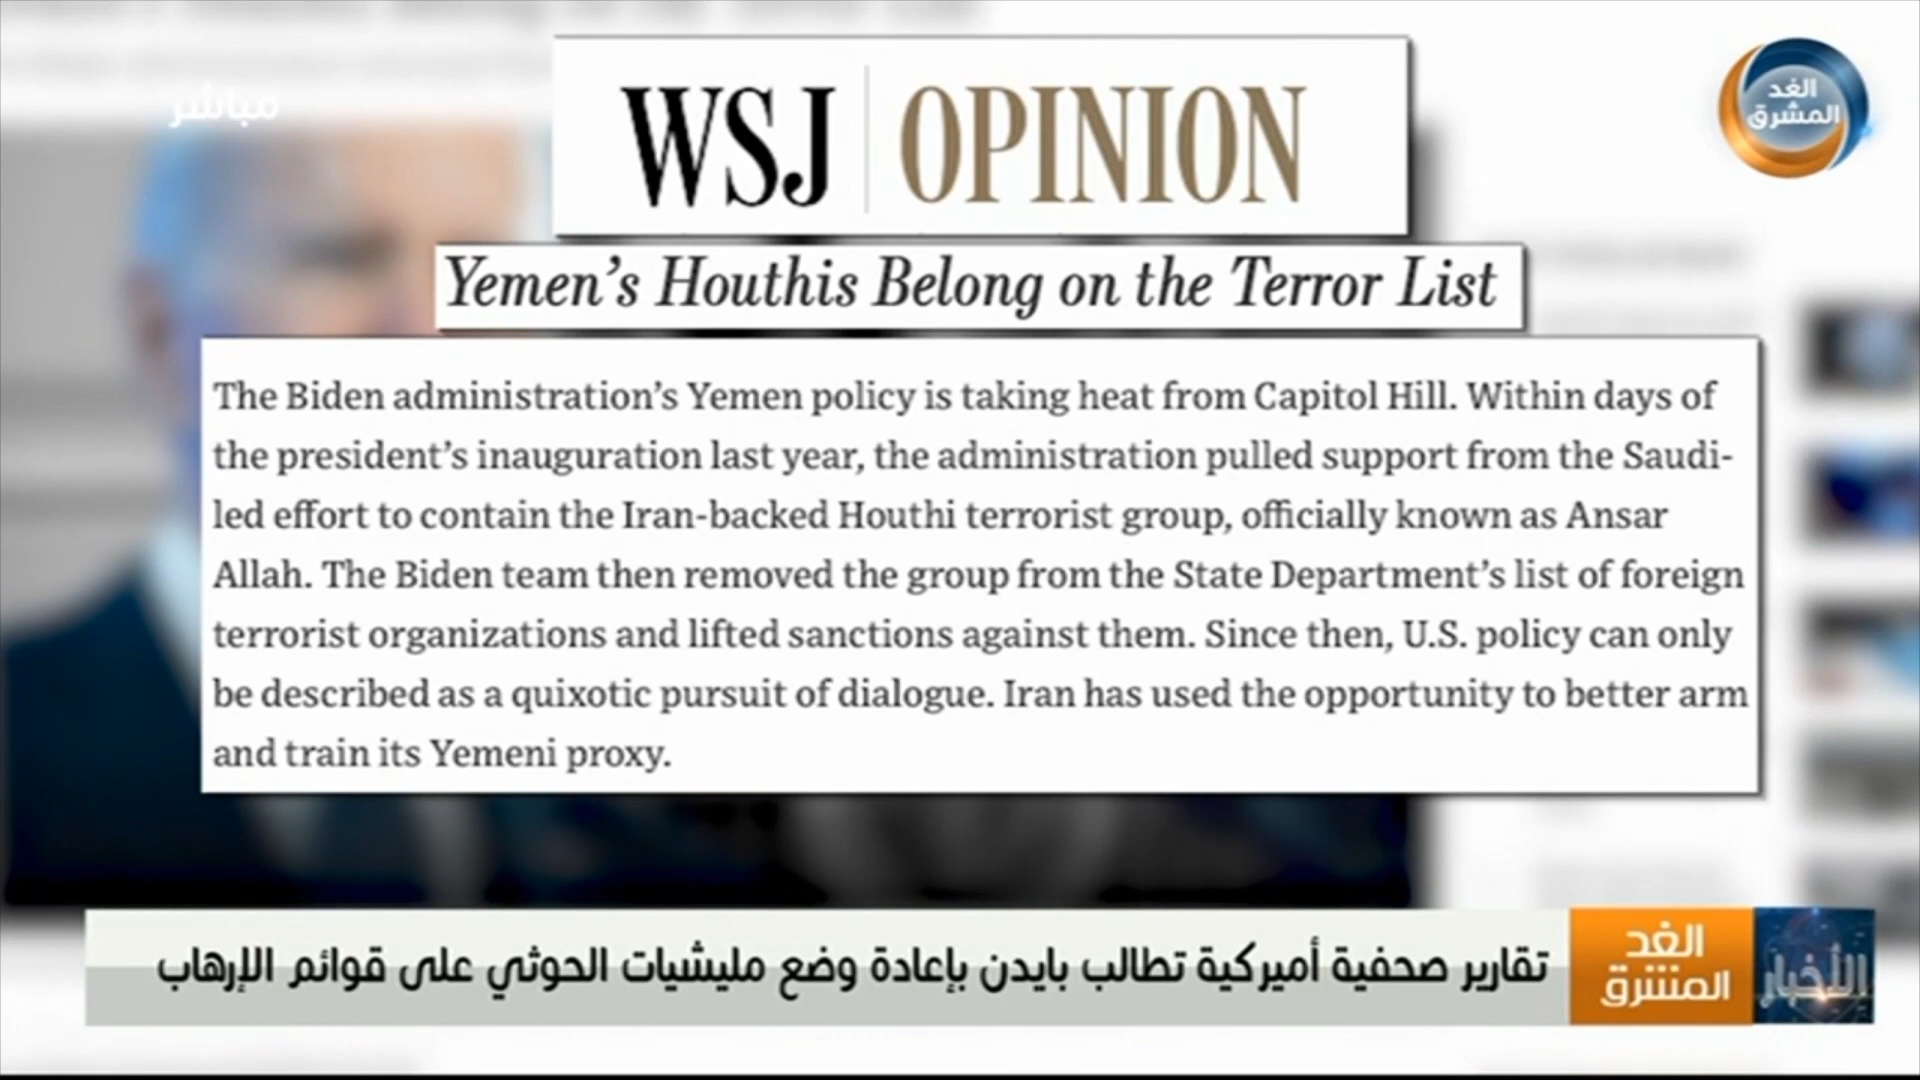 مباشر
الغد
المشرق
WSJ OPINION
Yemen's Houthis Belong on the Terror List
The Biden administration's Yemen policy is taking heat from Capitol Hill. Within days of
the president's inauguration last year, the administration pulled support from the Saudi-
led effort to contain the Iran-backed Houthi terrorist group, officially known as Ansar
Allah. The Biden team then removed the group from the State Department's list of foreign
terrorist organizations and lifted sanctions against them. Since then, U.S. policy can only
be described as a quixotic pursuit of dialogue. Iran has used the opportunity to better arm
and train its Yemeni proxy.
تقارير صحفية أميركية تطالب بايدن بإعادة وضع مليشيات الحوثي على قوائم الإرهاب
الغد
المشرق
الأخبار